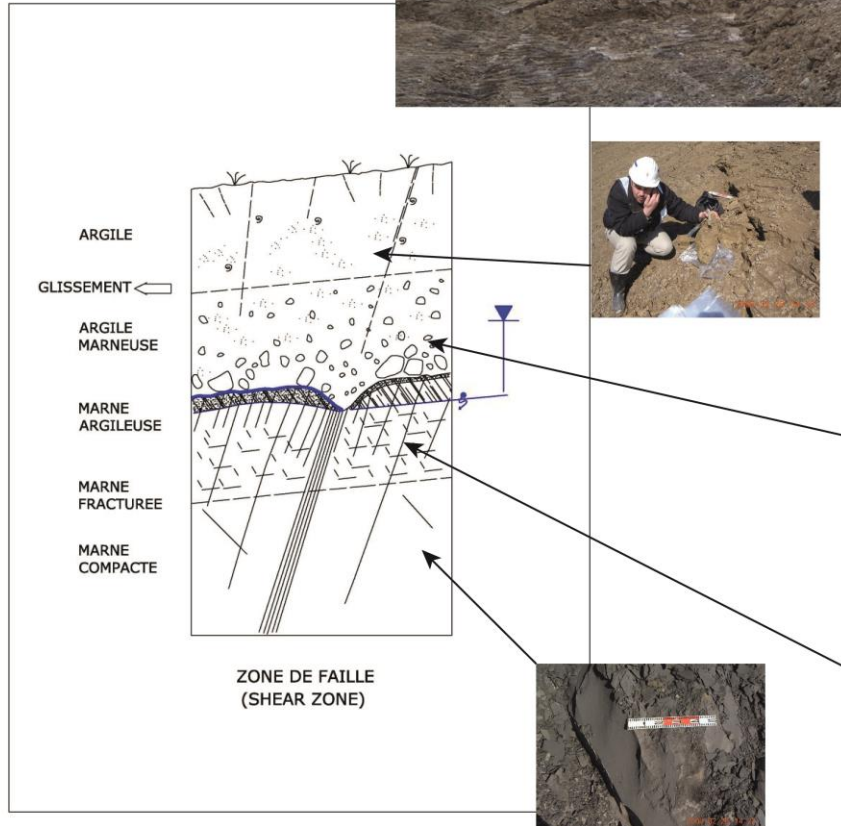 ARGILE
GLISSEMENT
ARGILE
MARNEUSE
MARNE
ARGILEUSE
MARNE
FRACTUREE
MARNE
COMPACTE
ZONE DE FAILLE
(SHEAR ZONE)